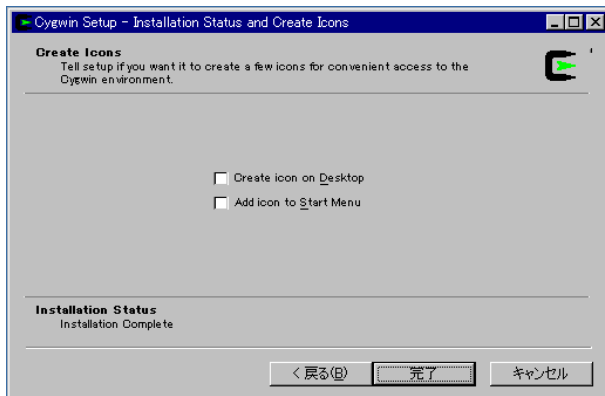 Cygwin Setup - Installation Status and Create Icons
Create Icons
Tell setup if you want it to create a few icons for convenient access to the
Cygwin environment.
Create icon on Desktop
Add icon to Start Menu
Installation Status
Installation Complete
< 戻る(B) 完了 キャンセル